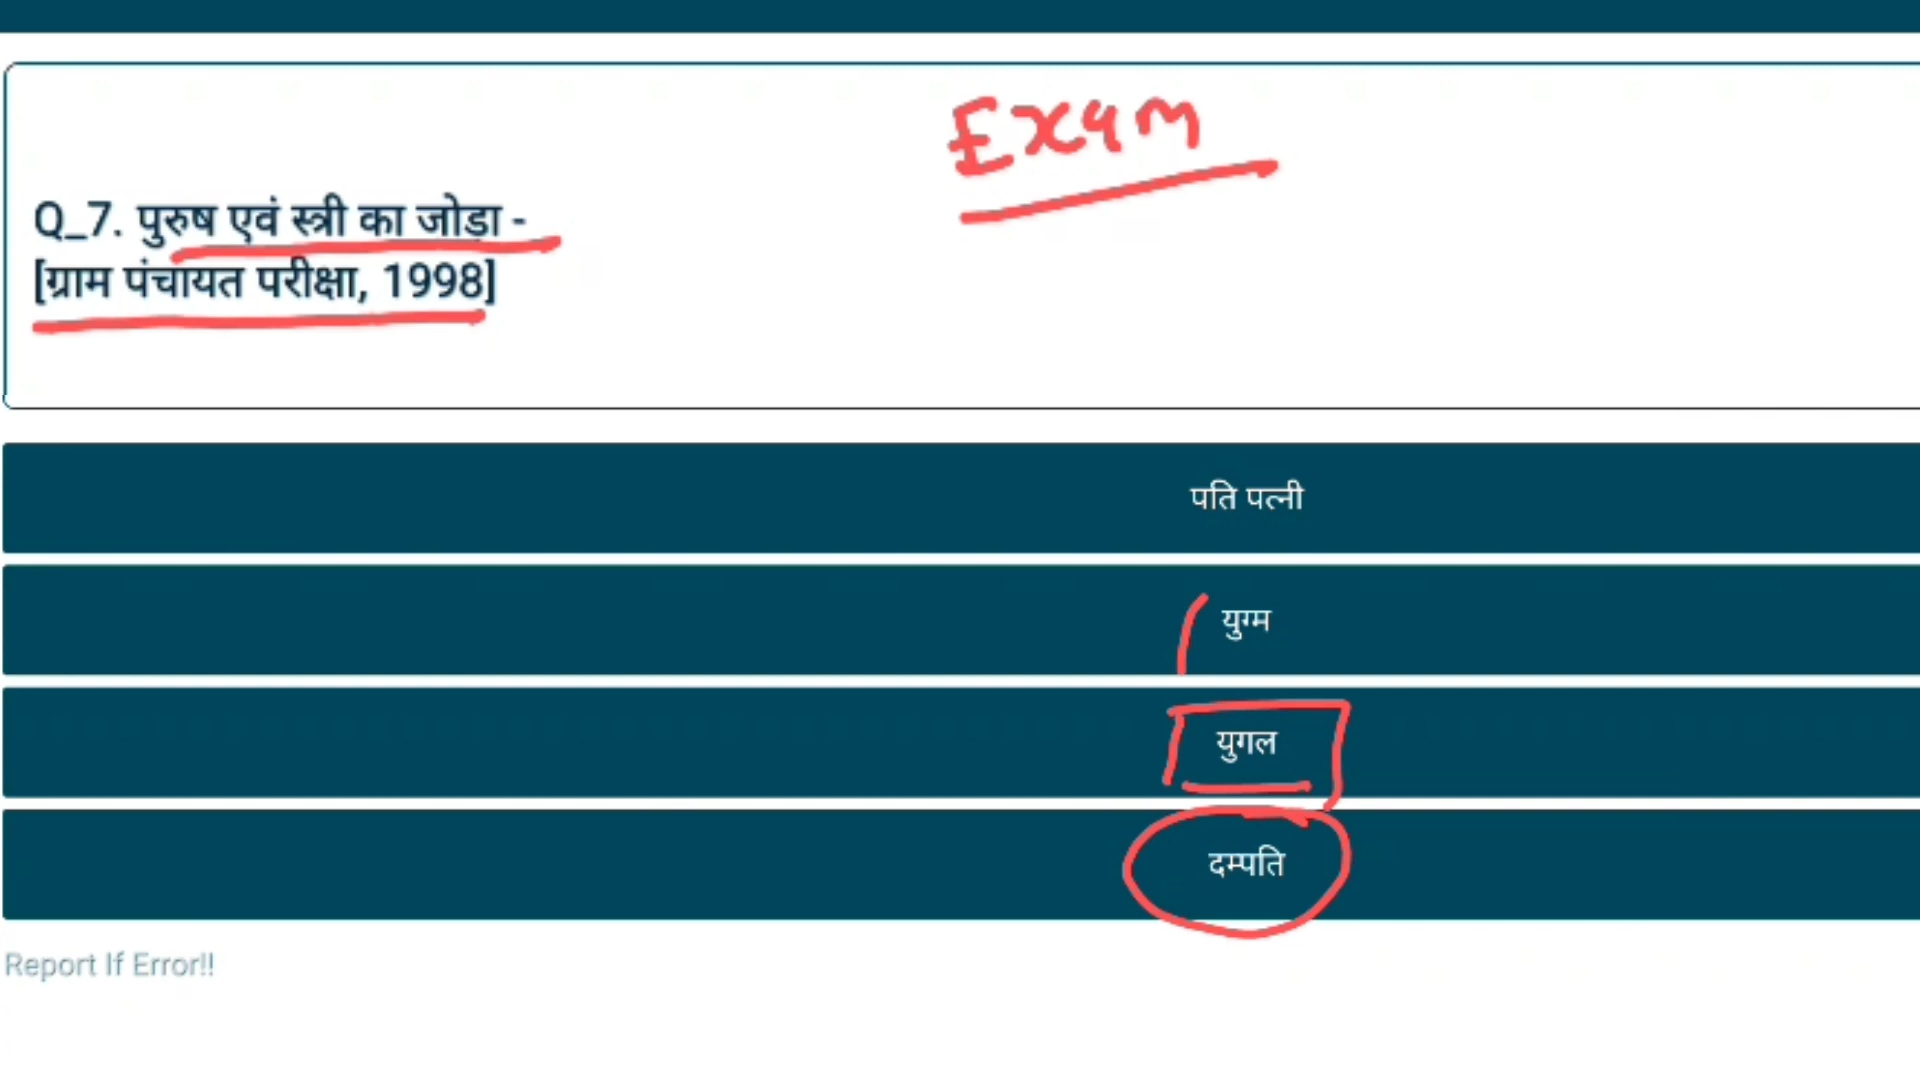 Exam
Q_7. पुरुष एवं स्त्री का जोड़ा -
[ग्राम पंचायत परीक्षा, 1998]
पति पत्नी
युग्म
युगल
दम्पति
Report If Error!!